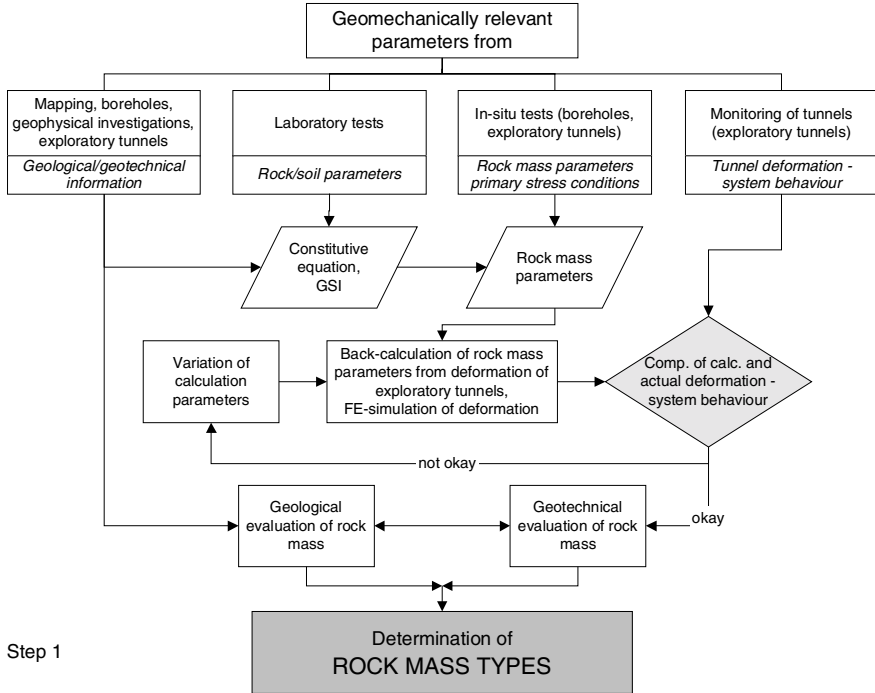 Geomechanically relevant
parameters from
Mapping, boreholes,
geophysical investigations,
exploratory tunnels
Geological/geotechnical
information
Laboratory tests
Rock/soil parameters
In-situ tests (boreholes,
exploratory tunnels)
Rock mass parameters
primary stress conditions
Monitoring of tunnels
(exploratory tunnels)
Tunnel deformation -
system behaviour
Constitutive
equation,
GSI
Rock mass
parameters
Variation of
calculation
parameters
Back-calculation of rock mass
parameters from deformation of
exploratory tunnels,
FE-simulation of deformation
Comp. of calc. and
actual deformation -
system behaviour
not okay
okay
Geological
evaluation of rock
mass
Geotechnical
evaluation of rock
mass
Step 1
Determination of
ROCK MASS TYPES